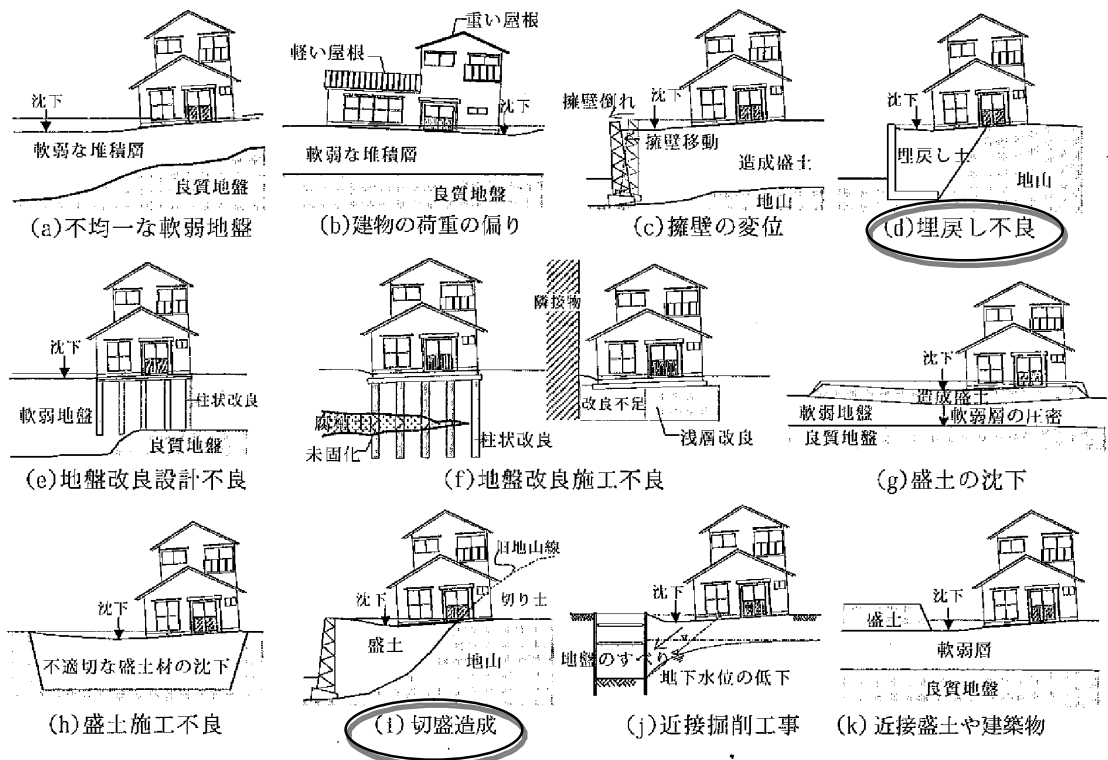 沈下
軟弱な堆積層
良質地盤
(a)不均一な軟弱地盤
重い屋根
軽い屋根
沈下
軟弱な堆積層
良質地盤
(b)建物の荷重の偏り
擁壁倒れ
沈下
擁壁移動
造成盛土
地山
(c)擁壁の変位
沈下
埋戻し土
地山
(d)埋戻し不良
沈下
軟弱地盤
柱状改良
良質地盤
(e)地盤改良設計不良
腐植土
未固化
柱状改良
隣接物
改良不足
浅層改良
(f)地盤改良施工不良
沈下
造成盛土
軟弱地盤
軟弱層の圧密
良質地盤
(g)盛土の沈下
沈下
不適切な盛土材の沈下
(h)盛土施工不良
旧地山線
沈下
切り土
盛土
地山
(i)切盛造成
沈下
地盤のすべり
地下水位の低下
(j)近接掘削工事
盛土
沈下
軟弱層
良質地盤
(k)近接盛土や建築物